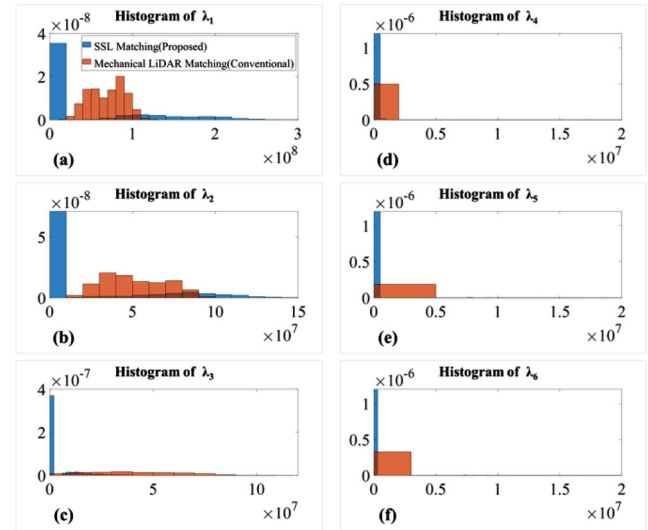 Histogram of λ1
×10-8
4
2
0
SSL Matching(Proposed)
Mechanical LiDAR Matching(Conventional)
0 1 2 3
×10^8
(a)
Histogram of λ4
×10-6
1
0.5
0
0 0.5 1 1.5 2
×10^7
(d)
Histogram of λ2
×10-8
5
0
0 5 10 15
×10^7
(b)
Histogram of λ5
×10-6
1
0.5
0
0 0.5 1 1.5 2
×10^7
(e)
Histogram of λ3
×10-7
4
2
0
0 5 10
×10^7
(c)
Histogram of λ6
×10-6
1
0.5
0
0 0.5 1 1.5 2
×10^7
(f)